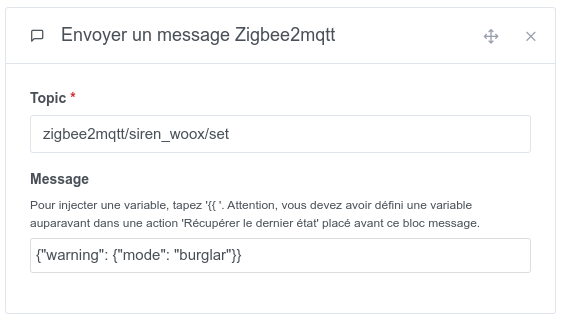 Envoyer un message Zigbee2mqtt
Topic *
zigbee2mqtt/siren_woox/set
Message
Pour injecter une variable, tapez '{{ '. Attention, vous devez avoir défini une variable
auparavant dans une action 'Récupérer le dernier état' placé avant ce bloc message.
{"warning": {"mode": "burglar"}}